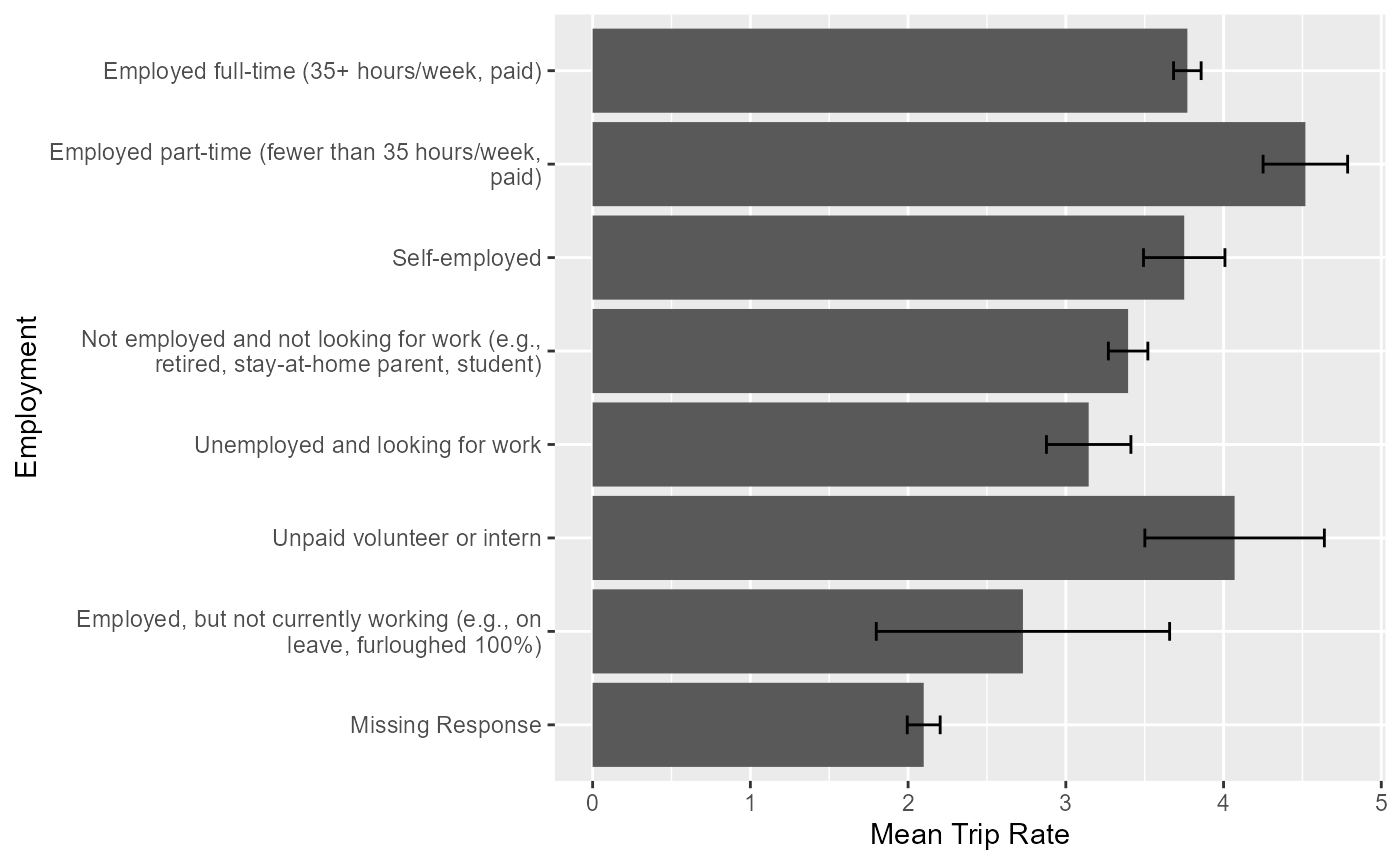 Employed full-time (35+ hours/week, paid)
Employed part-time (fewer than 35 hours/week,
paid)
Self-employed
Not employed and not looking for work (e.g.,
retired, stay-at-home parent, student)
Unemployed and looking for work
Unpaid volunteer or intern
Employed, but not currently working (e.g., on
leave, furloughed 100%)
Missing Response
Employment
0 1 2 3 4 5
Mean Trip Rate